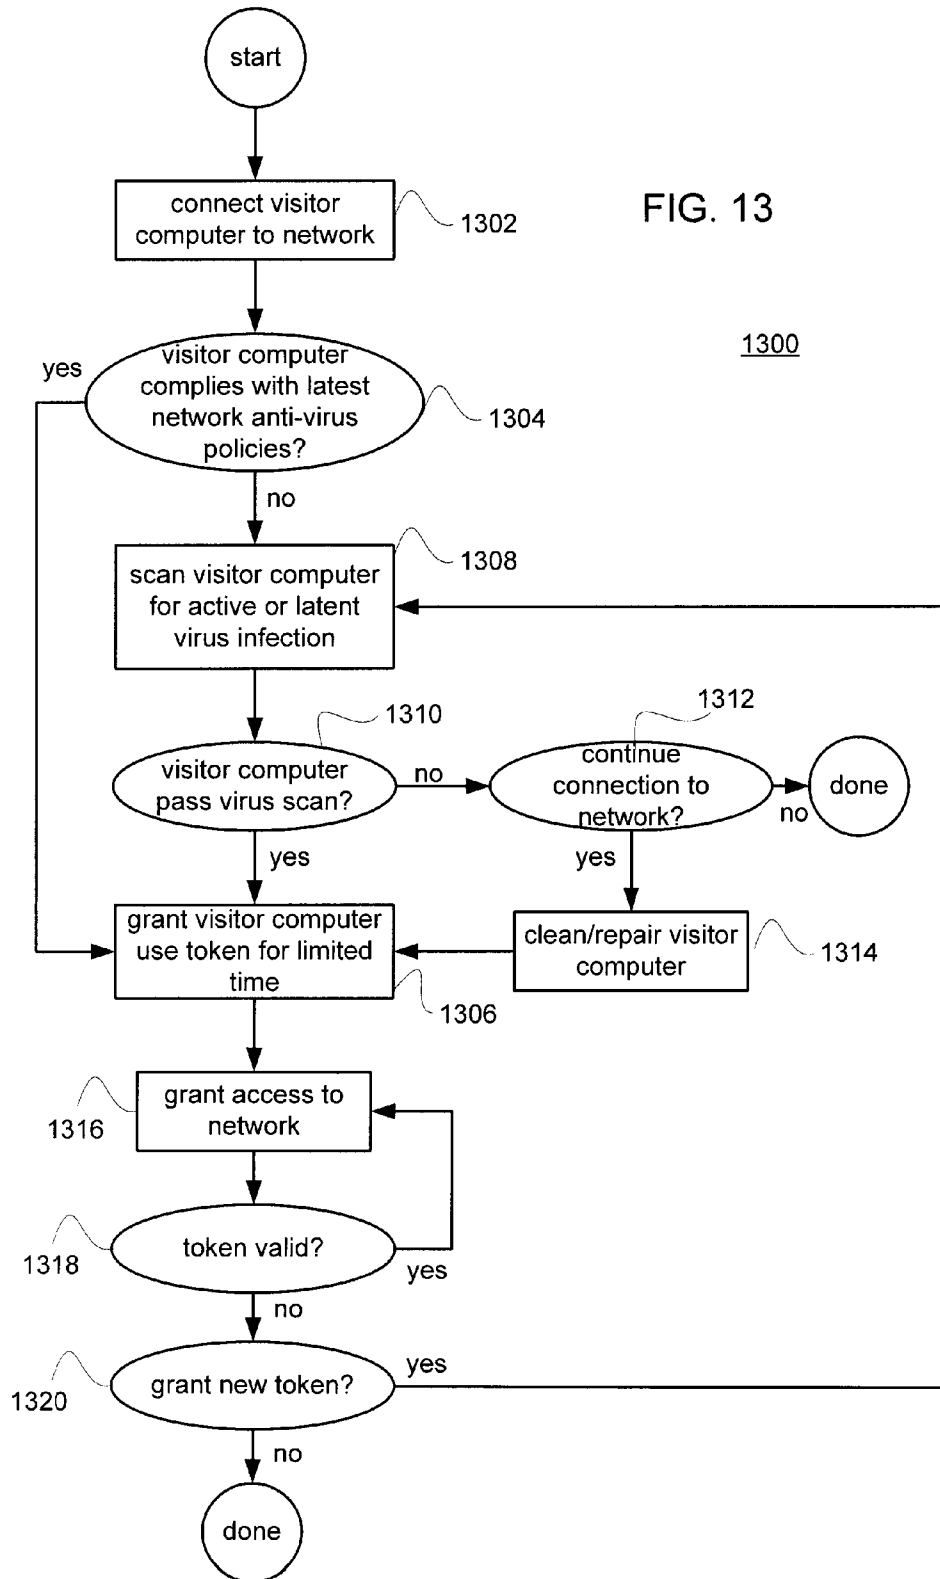 start
connect visitor
computer to network
1302
FIG. 13
1300
visitor computer
complies with latest
network anti-virus
policies?
yes
1304
no
scan visitor computer
for active or latent
virus infection
1308
visitor computer
pass virus scan?
1310
no
continue
connection to
network?
1312
no
done
yes
yes
grant visitor computer
use token for limited
time
1306
clean/repair visitor
computer
1314
grant access to
network
1316
token valid?
1318
yes
no
grant new token?
1320
yes
no
done